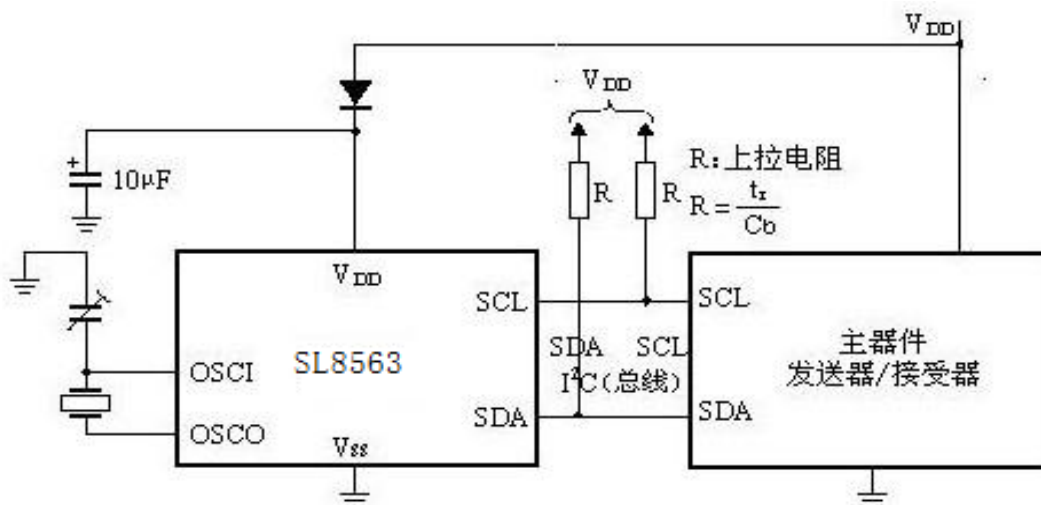 VDD
VDD
+
10μF
R
R
R:上拉电阻
R = tr/Cb
VDD
SCL
SCL
SL8563
OSCI
SDA
SCL
I²C(总线)
主器件
发送器/接受器
OSCO
SDA
SDA
VSS